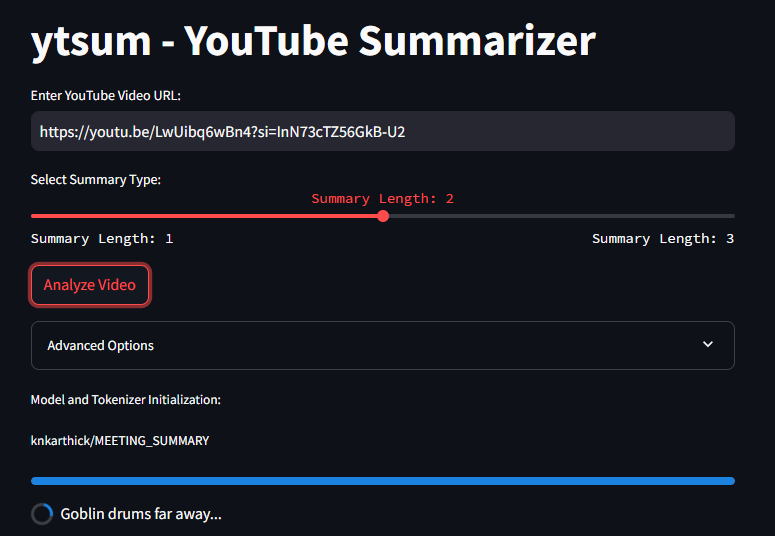 ytsum - YouTube Summarizer
Enter YouTube Video URL:
https://youtu.be/LwUibq6wBn4?si=InN73cTZ56GkB-U2
Select Summary Type:
Summary Length: 2
Summary Length: 1 Summary Length: 3
Analyze Video
Advanced Options
Model and Tokenizer Initialization:
knkarthick/MEETING_SUMMARY
Goblin drums far away...